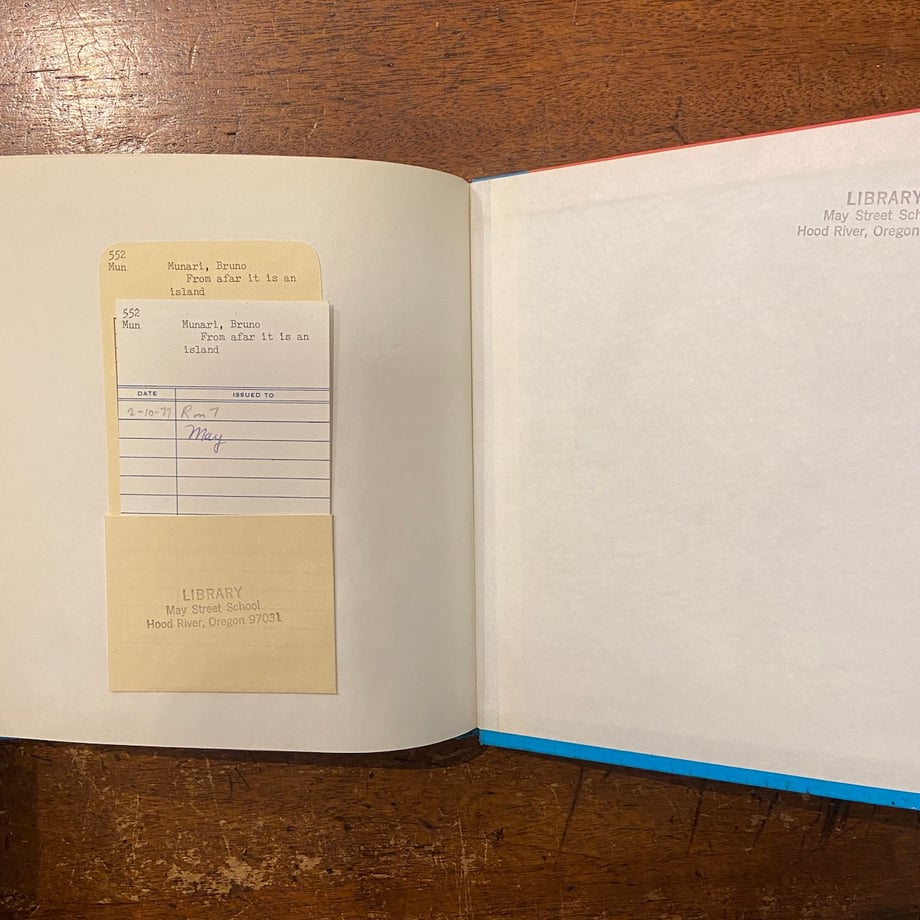 552
Mun Munari, Bruno
From afar it is an
island
552
Mun Munari, Bruno
From afar it is an
island
DATE ISSUED TO
2-10-77 Rm 7
May
LIBRARY
May Street School
Hood River, Oregon 97031
LIBRARY
May Street Sch
Hood River, Oregon